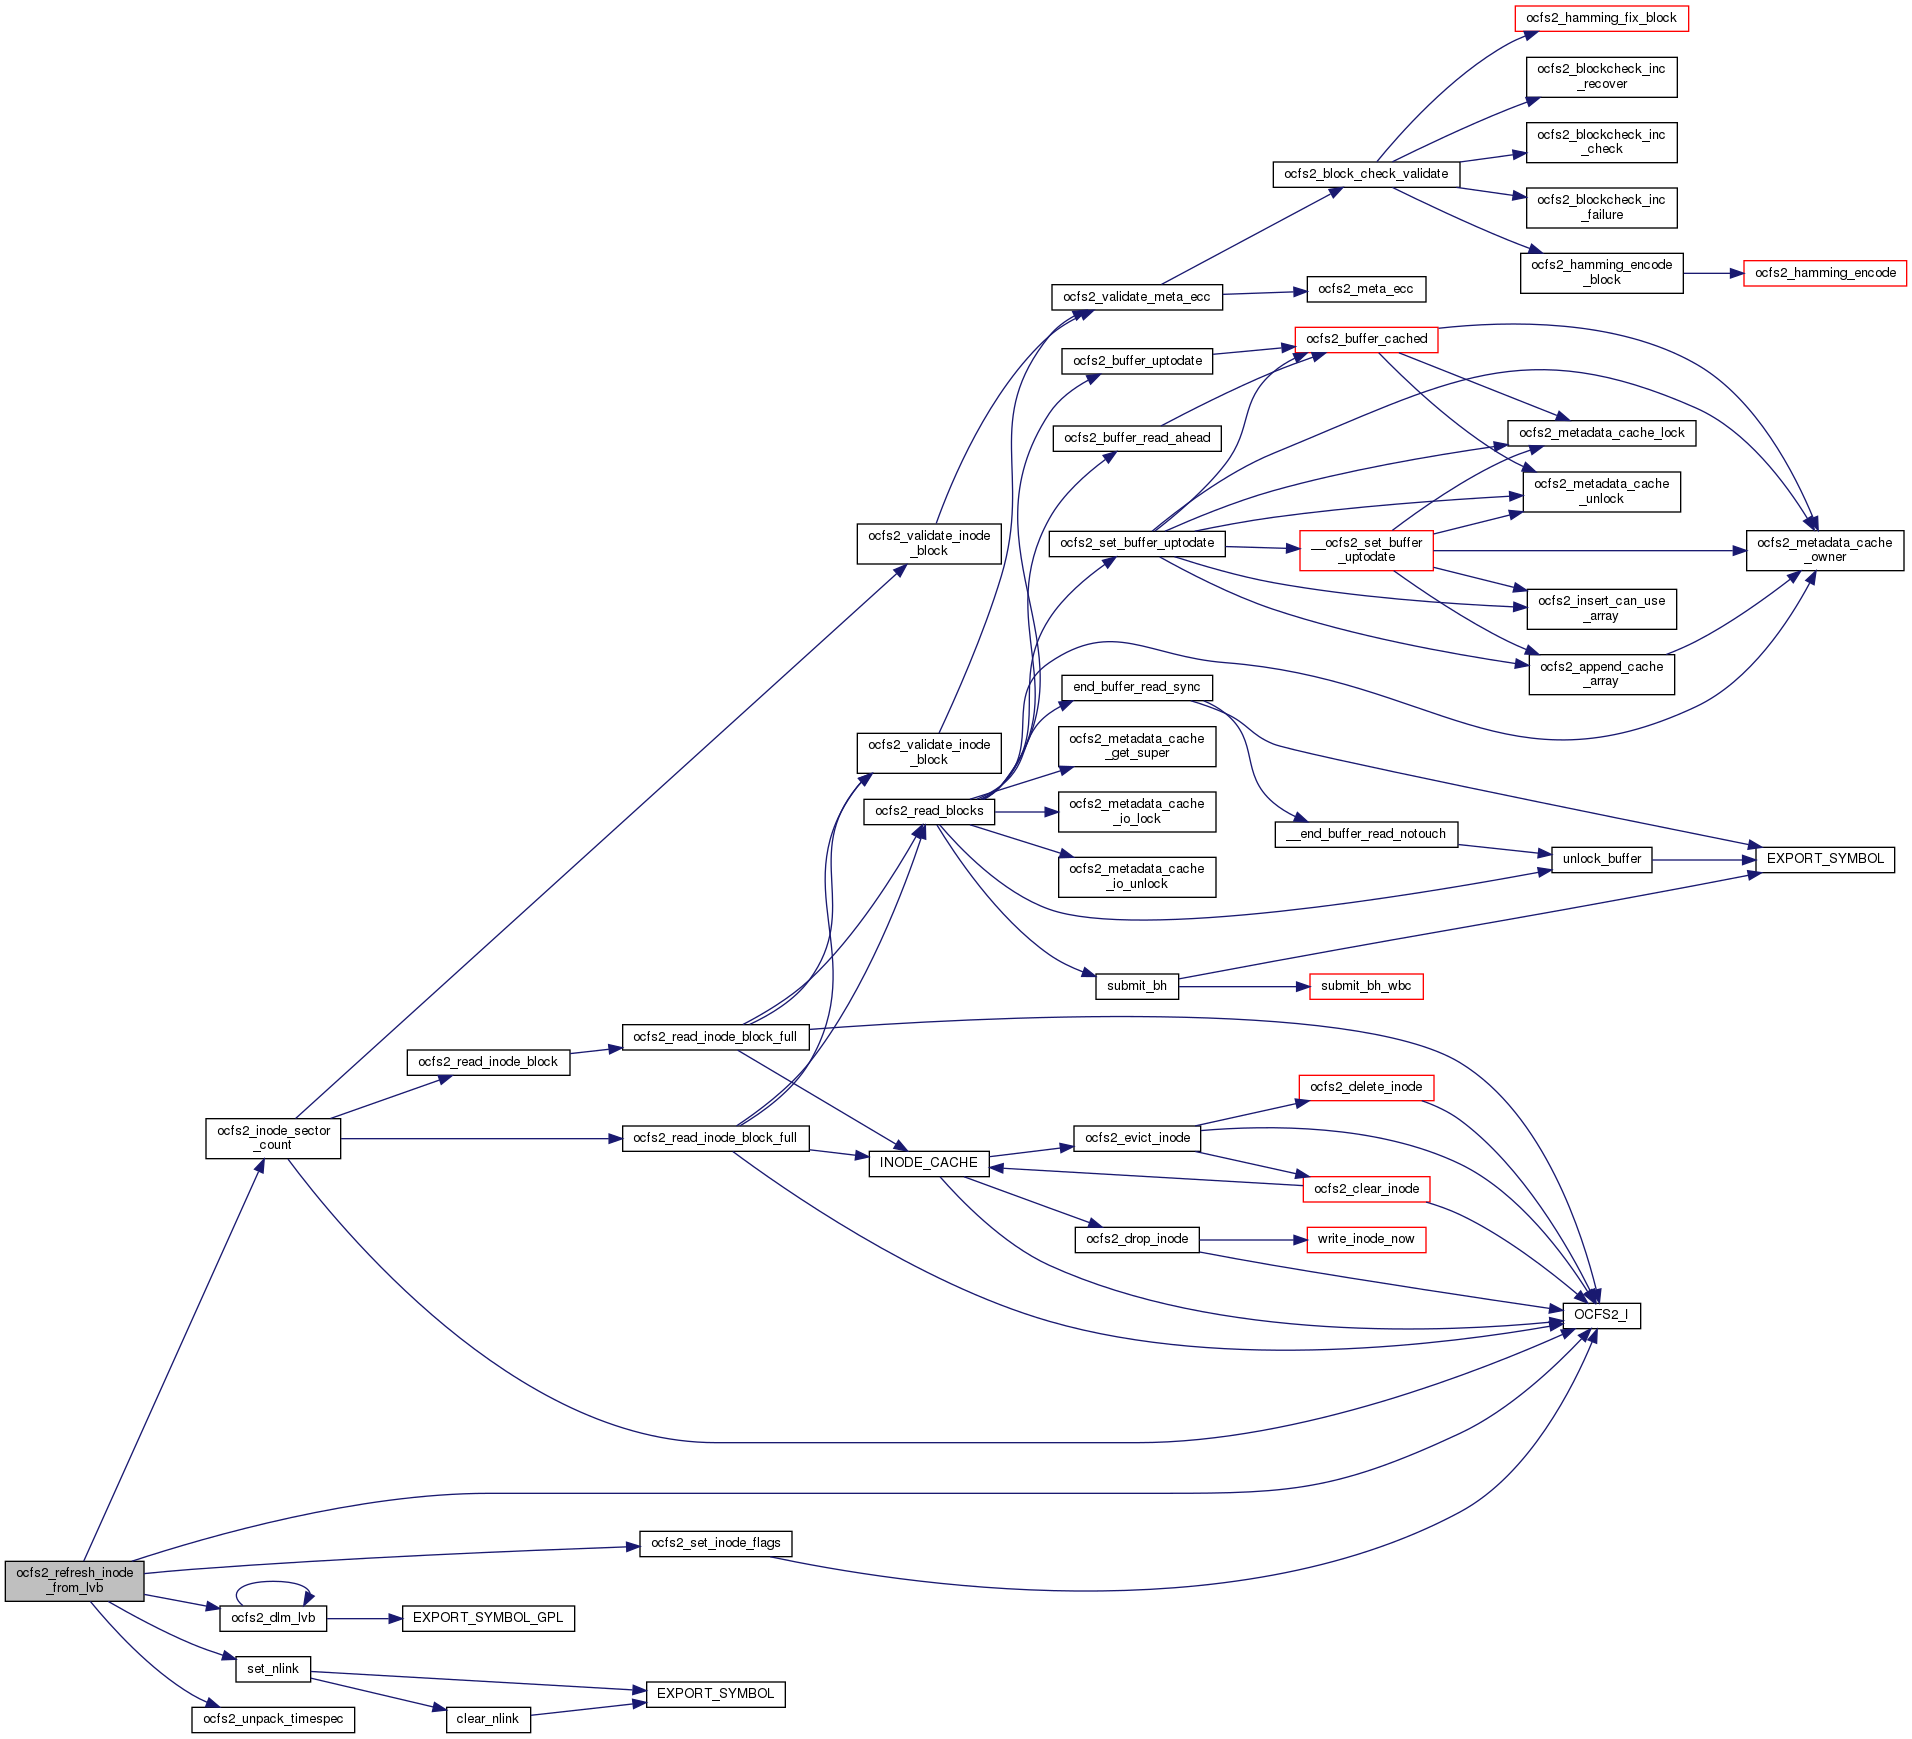 ocfs2_hamming_fix_block
ocfs2_blockcheck_inc
_recover
ocfs2_blockcheck_inc
_check
ocfs2_block_check_validate
ocfs2_blockcheck_inc
_failure
ocfs2_hamming_encode
_block
ocfs2_hamming_encode
ocfs2_validate_meta_ecc
ocfs2_meta_ecc
ocfs2_buffer_cached
ocfs2_buffer_uptodate
ocfs2_buffer_read_ahead
ocfs2_metadata_cache_lock
ocfs2_metadata_cache
_unlock
ocfs2_validate_inode
_block
ocfs2_set_buffer_uptodate
__ocfs2_set_buffer
_uptodate
ocfs2_metadata_cache
_owner
ocfs2_insert_can_use
_array
ocfs2_append_cache
_array
end_buffer_read_sync
ocfs2_validate_inode
_block
ocfs2_metadata_cache
_get_super
ocfs2_read_blocks
ocfs2_metadata_cache
_io_lock
__end_buffer_read_notouch
unlock_buffer
EXPORT_SYMBOL
ocfs2_metadata_cache
_io_unlock
submit_bh
submit_bh_wbc
ocfs2_read_inode_block_full
ocfs2_read_inode_block
ocfs2_delete_inode
ocfs2_inode_sector
_count
ocfs2_read_inode_block_full
ocfs2_evict_inode
INODE_CACHE
ocfs2_clear_inode
ocfs2_drop_inode
write_inode_now
OCFS2_I
ocfs2_set_inode_flags
ocfs2_refresh_inode
_from_lvb
ocfs2_dlm_lvb
EXPORT_SYMBOL_GPL
set_nlink
EXPORT_SYMBOL
ocfs2_unpack_timespec
clear_nlink